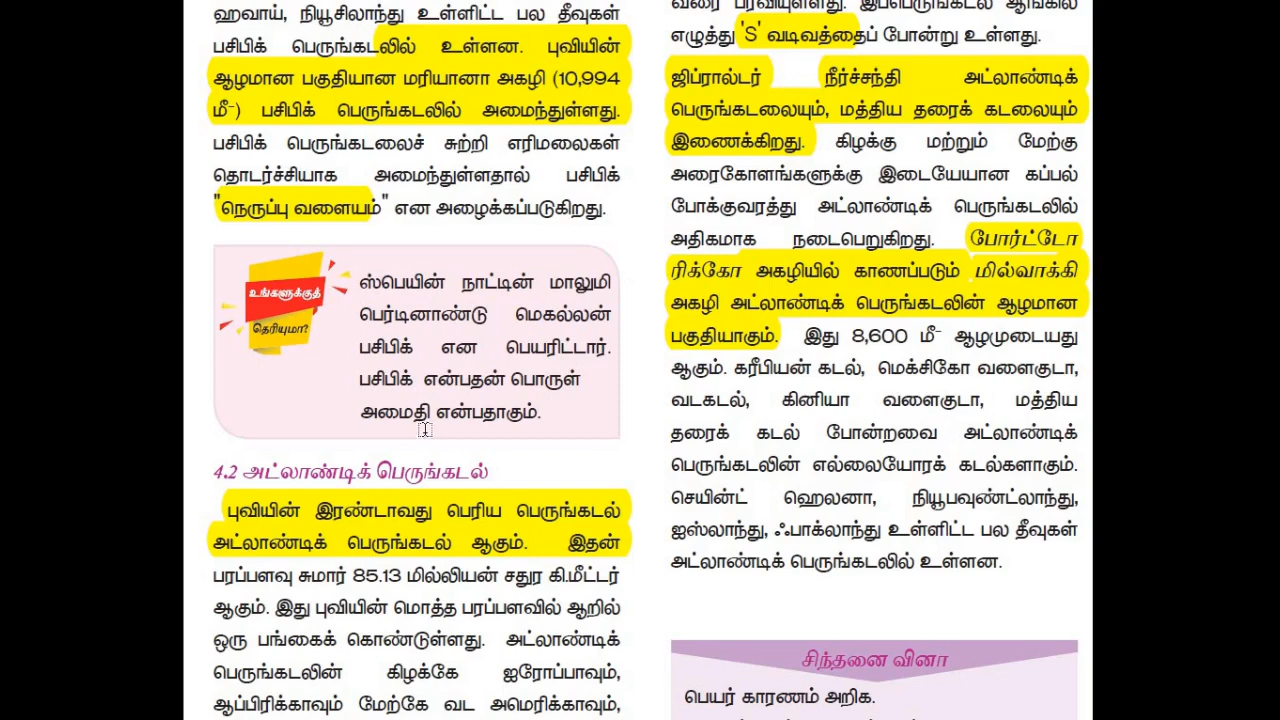 ஹவாய், நியூசிலாந்து உள்ளிட்ட பல தீவுகள்
பசிபிக் பெருங்கடலில் உள்ளன. புவியின்
ஆழமான பகுதியான மரியானா அகழி (10,994
மீ-) பசிபிக் பெருங்கடலில் அமைந்துள்ளது.
பசிபிக் பெருங்கடலைச் சுற்றி எரிமலைகள்
தொடர்ச்சியாக அமைந்துள்ளதால் பசிபிக்
"நெருப்பு வளையம்" என அழைக்கப்படுகிறது.
உங்களுக்குத்
தெரியுமா?
ஸ்பெயின் நாட்டின் மாலுமி
பெர்டினாண்டு மெகல்லன்
பசிபிக் என பெயரிட்டார்.
பசிபிக் என்பதன் பொருள்
அமைதி என்பதாகும்.
4.2 அட்லாண்டிக் பெருங்கடல்
புவியின் இரண்டாவது பெரிய பெருங்கடல்
அட்லாண்டிக் பெருங்கடல் ஆகும். இதன்
பரப்பளவு சுமார் 85.13 மில்லியன் சதுர கி.மீட்டர்
ஆகும். இது புவியின் மொத்த பரப்பளவில் ஆறில்
ஒரு பங்கைக் கொண்டுள்ளது. அட்லாண்டிக்
பெருங்கடலின் கிழக்கே ஐரோப்பாவும்,
ஆப்பிரிக்காவும் மேற்கே வட அமெரிக்காவும்,
வரை பரவியுள்ளது. இப்பெருங்கடல் ஆங்கில
எழுத்து 'S' வடிவத்தைப் போன்று உள்ளது.
ஜிப்ரால்டர் நீர்ச்சந்தி அட்லாண்டிக்
பெருங்கடலையும், மத்திய தரைக் கடலையும்
இணைக்கிறது. கிழக்கு மற்றும் மேற்கு
அரைகோளங்களுக்கு இடையேயான கப்பல்
போக்குவரத்து அட்லாண்டிக் பெருங்கடலில்
அதிகமாக நடைபெறுகிறது. போர்ட்டோ
ரிக்கோ அகழியில் காணப்படும் மில்வாக்கி
அகழி அட்லாண்டிக் பெருங்கடலின் ஆழமான
பகுதியாகும். இது 8,600 மீ- ஆழமுடையது
ஆகும். கரீபியன் கடல், மெக்சிகோ வளைகுடா,
வடகடல், கினியா வளைகுடா, மத்திய
தரைக் கடல் போன்றவை அட்லாண்டிக்
பெருங்கடலின் எல்லையோரக் கடல்களாகும்.
செயின்ட் ஹெலனா, நியூபவுண்ட்லாந்து,
ஐஸ்லாந்து, ஃபாக்லாந்து உள்ளிட்ட பல தீவுகள்
அட்லாண்டிக் பெருங்கடலில் உள்ளன.
சிந்தனை வினா
பெயர் காரணம் அறிக.